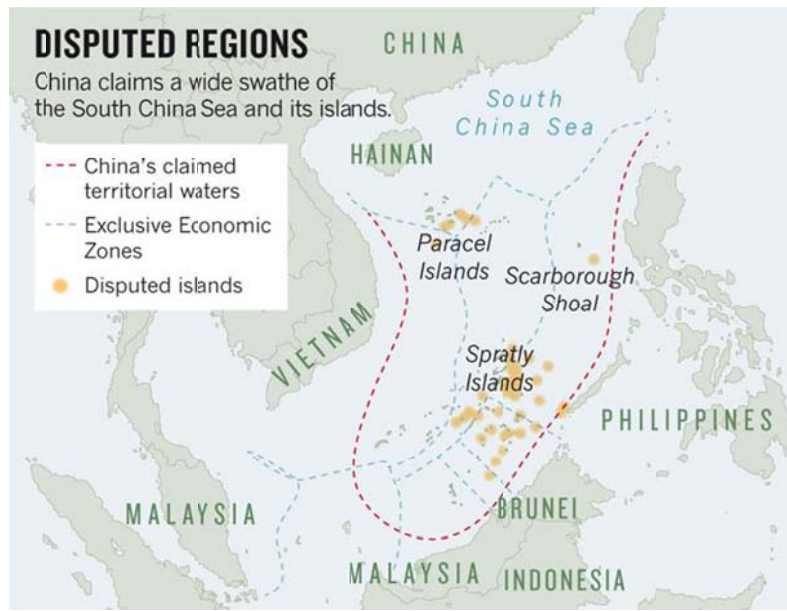 DISPUTED REGIONS
China claims a wide swathe of
the South China Sea and its islands.
China's claimed
territorial waters
Exclusive Economic
Zones
Disputed islands
CHINA
South
China Sea
HAINAN
Paracel
Islands
Scarborough
Shoal
VIETNAM
Spratly
Islands
PHILIPPINES
MALAYSIA
BRUNEI
MALAYSIA
INDONESIA